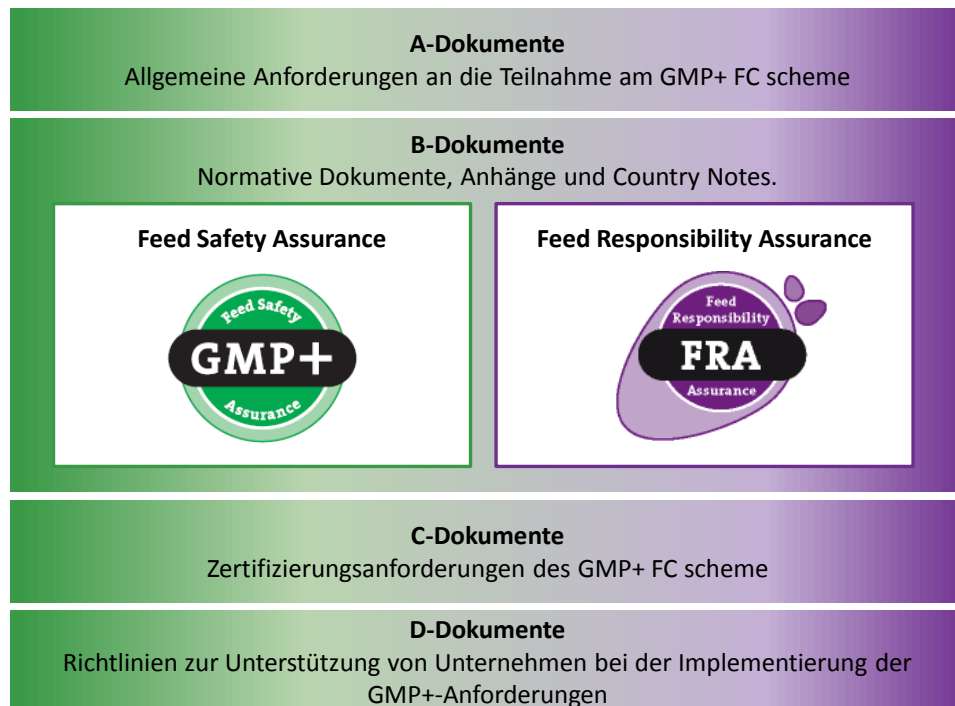 A-Dokumente
Allgemeine Anforderungen an die Teilnahme am GMP+ FC scheme
B-Dokumente
Normative Dokumente, Anhänge und Country Notes.
Feed Safety Assurance
Feed Safety
GMP+
Assurance
Feed Responsibility Assurance
Feed
Responsibility
FRA
Assurance
C-Dokumente
Zertifizierungsanforderungen des GMP+ FC scheme
D-Dokumente
Richtlinien zur Unterstützung von Unternehmen bei der Implementierung der
GMP+-Anforderungen